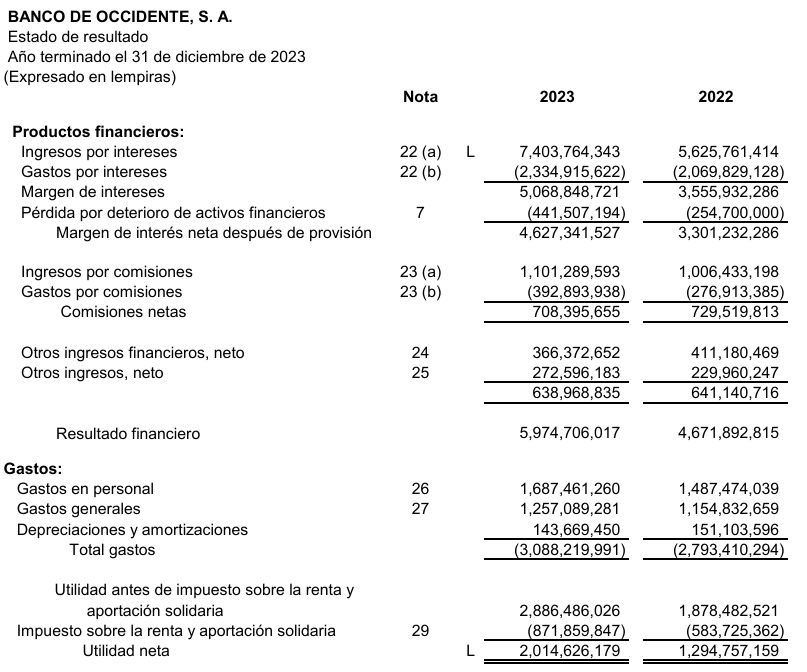 BANCO DE OCCIDENTE, S. A.
Estado de resultado
Año terminado el 31 de diciembre de 2023
(Expresado en lempiras)
Nota 2023 2022
Productos financieros:
Ingresos por intereses 22 (a) L 7,403,764,343 5,625,761,414
Gastos por intereses 22 (b) (2,334,915,622) (2,069,829,128)
Margen de intereses 5,068,848,721 3,555,932,286
Pérdida por deterioro de activos financieros 7 (441,507,194) (254,700,000)
Margen de interés neta después de provisión 4,627,341,527 3,301,232,286
Ingresos por comisiones 23 (a) 1,101,289,593 1,006,433,198
Gastos por comisiones 23 (b) (392,893,938) (276,913,385)
Comisiones netas 708,395,655 729,519,813
Otros ingresos financieros, neto 24 366,372,652 411,180,469
Otros ingresos, neto 25 272,596,183 229,960,247
638,968,835 641,140,716
Resultado financiero 5,974,706,017 4,671,892,815
Gastos:
Gastos en personal 26 1,687,461,260 1,487,474,039
Gastos generales 27 1,257,089,281 1,154,832,659
Depreciaciones y amortizaciones 143,669,450 151,103,596
Total gastos (3,088,219,991) (2,793,410,294)
Utilidad antes de impuesto sobre la renta y
aportación solidaria 2,886,486,026 1,878,482,521
Impuesto sobre la renta y aportación solidaria 29 (871,859,847) (583,725,362)
Utilidad neta L 2,014,626,179 1,294,757,159